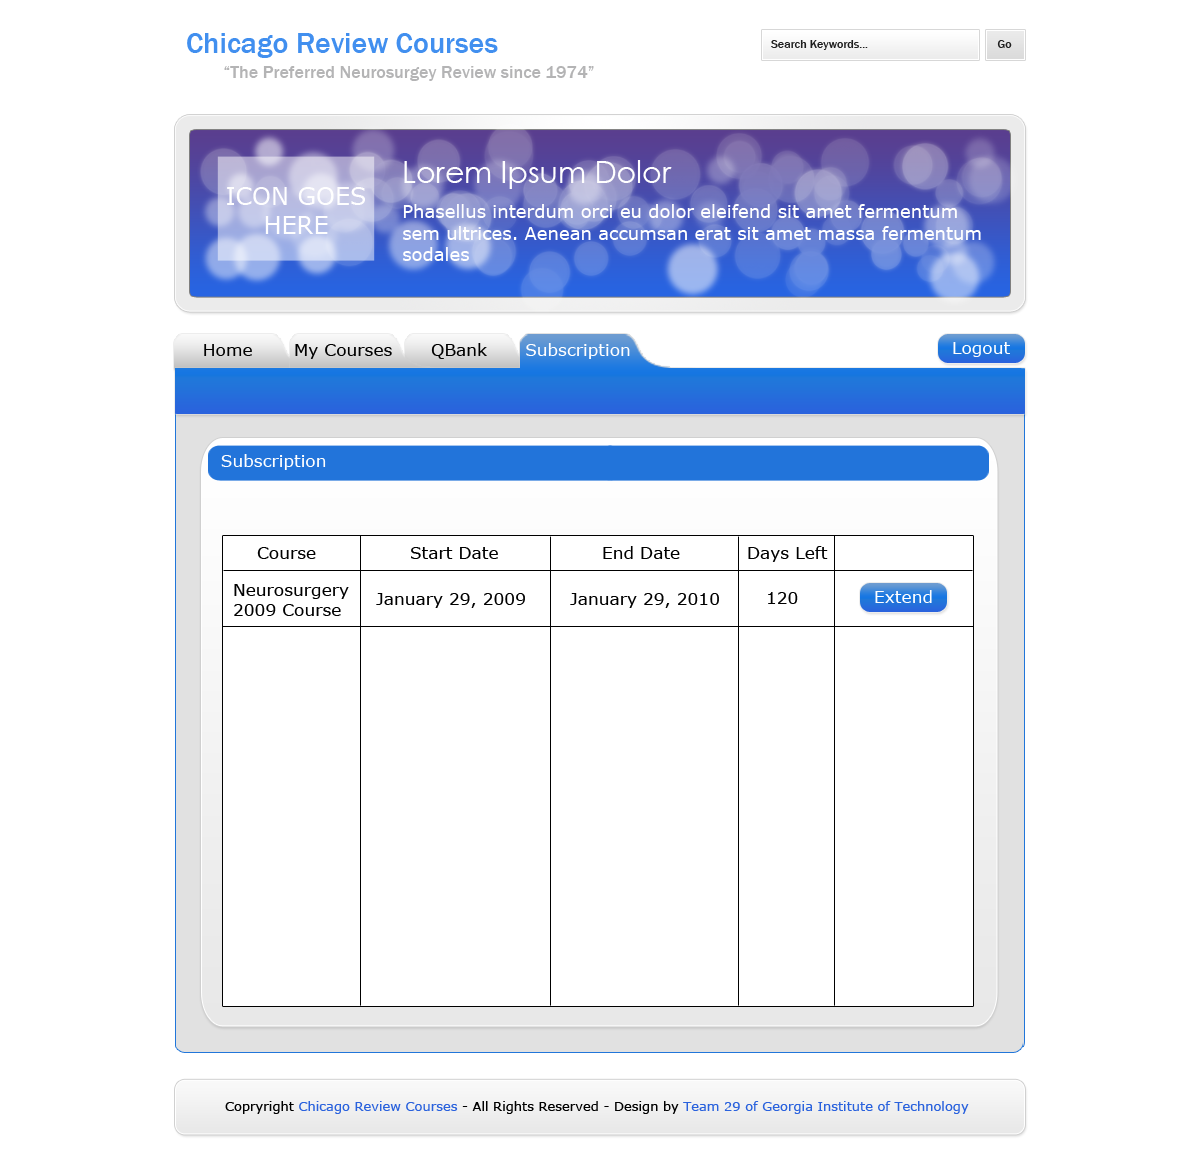 Chicago Review Courses
“The Preferred Neurosurgey Review since 1974”
Search Keywords...
Go
ICON GOES
HERE
Lorem Ipsum Dolor
Phasellus interdum orci eu dolor eleifend sit amet fermentum
sem ultrices. Aenean accumsan erat sit amet massa fermentum
sodales
Home My Courses QBank Subscription Logout
Subscription
Course Start Date End Date Days Left
Neurosurgery
2009 Course January 29, 2009 January 29, 2010 120 Extend
Copryright Chicago Review Courses - All Rights Reserved - Design by Team 29 of Georgia Institute of Technology